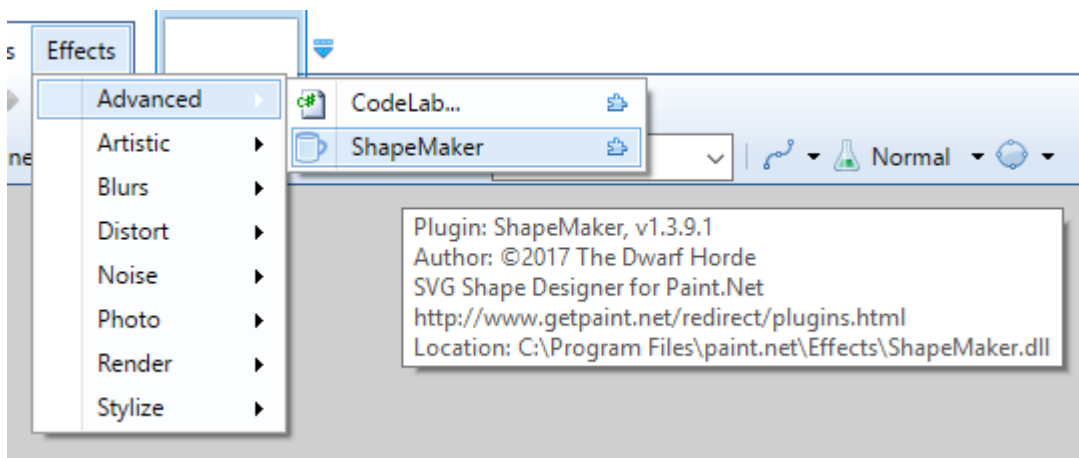 s Effects
Advanced
c# CodeLab...
Artistic
ShapeMaker
ne
Normal
Blurs
Distort
Noise
Photo
Render
Stylize
Plugin: ShapeMaker, v1.3.9.1
Author: ©2017 The Dwarf Horde
SVG Shape Designer for Paint.Net
http://www.getpaint.net/redirect/plugins.html
Location: C:\Program Files\paint.net\Effects\ShapeMaker.dll